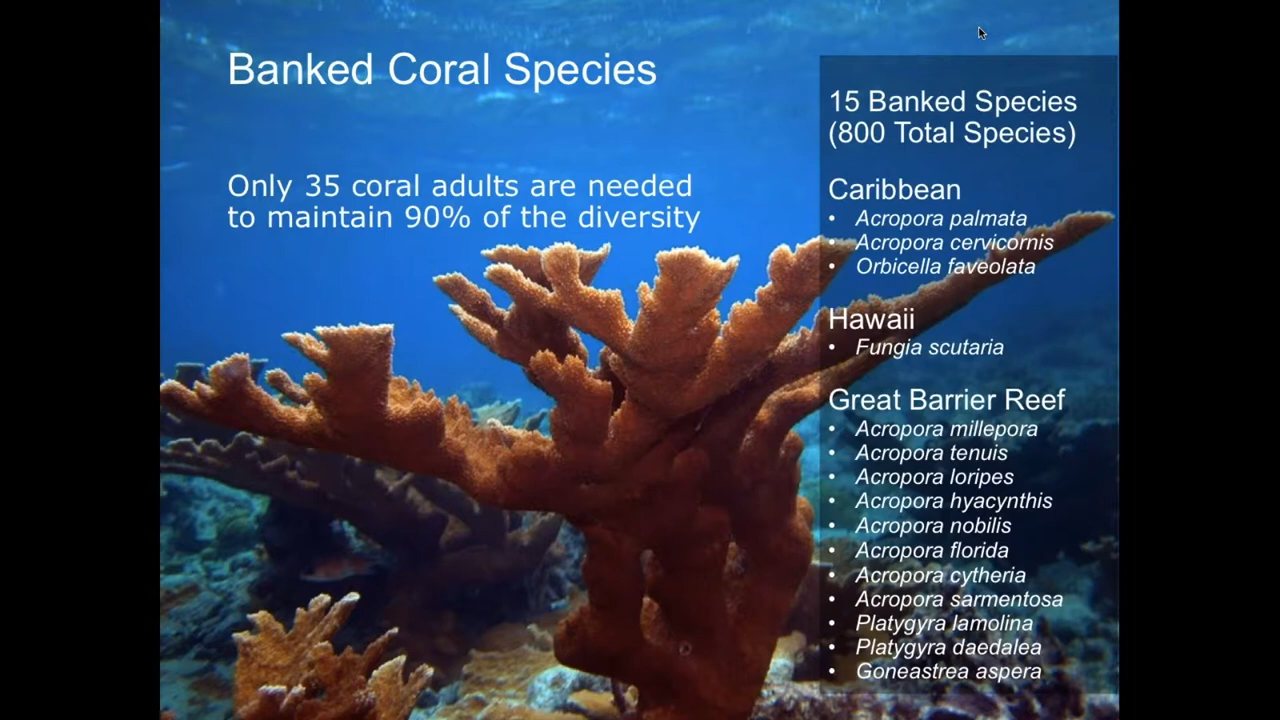 Banked Coral Species
Only 35 coral adults are needed
to maintain 90% of the diversity
15 Banked Species
(800 Total Species)
Caribbean
• Acropora palmata
• Acropora cervicornis
• Orbicella faveolata
Hawaii
• Fungia scutaria
Great Barrier Reef
• Acropora millepora
• Acropora tenuis
• Acropora loripes
• Acropora hyacynthis
• Acropora nobilis
• Acropora florida
• Acropora cytheria
• Acropora sarmentosa
• Platygyra lamolina
• Platygyra daedalea
• Goneastrea aspera